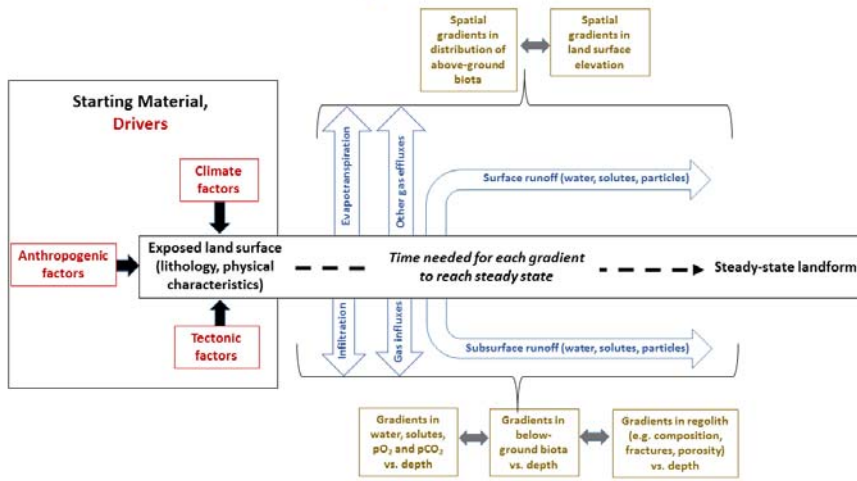 Spatial
gradients in
distribution of
above-ground
biota
Spatial
gradients in
land surface
elevation
Starting Material,
Drivers
Climate
factors
Anthropogenic
factors
Exposed land surface
(lithology, physical
characteristics)
Tectonic
factors
Evapotranspiration
Other gas effluxes
Surface runoff (water, solutes, particles)
Time needed for each gradient
to reach steady state
Steady-state landform
Infiltration
Gas influxes
Subsurface runoff (water, solutes, particles)
Gradients in
water, solutes,
pO₂ and pCO₂
vs. depth
Gradients in
below-
ground biota
vs. depth
Gradients in regolith
(e.g. composition,
fractures, porosity)
vs. depth